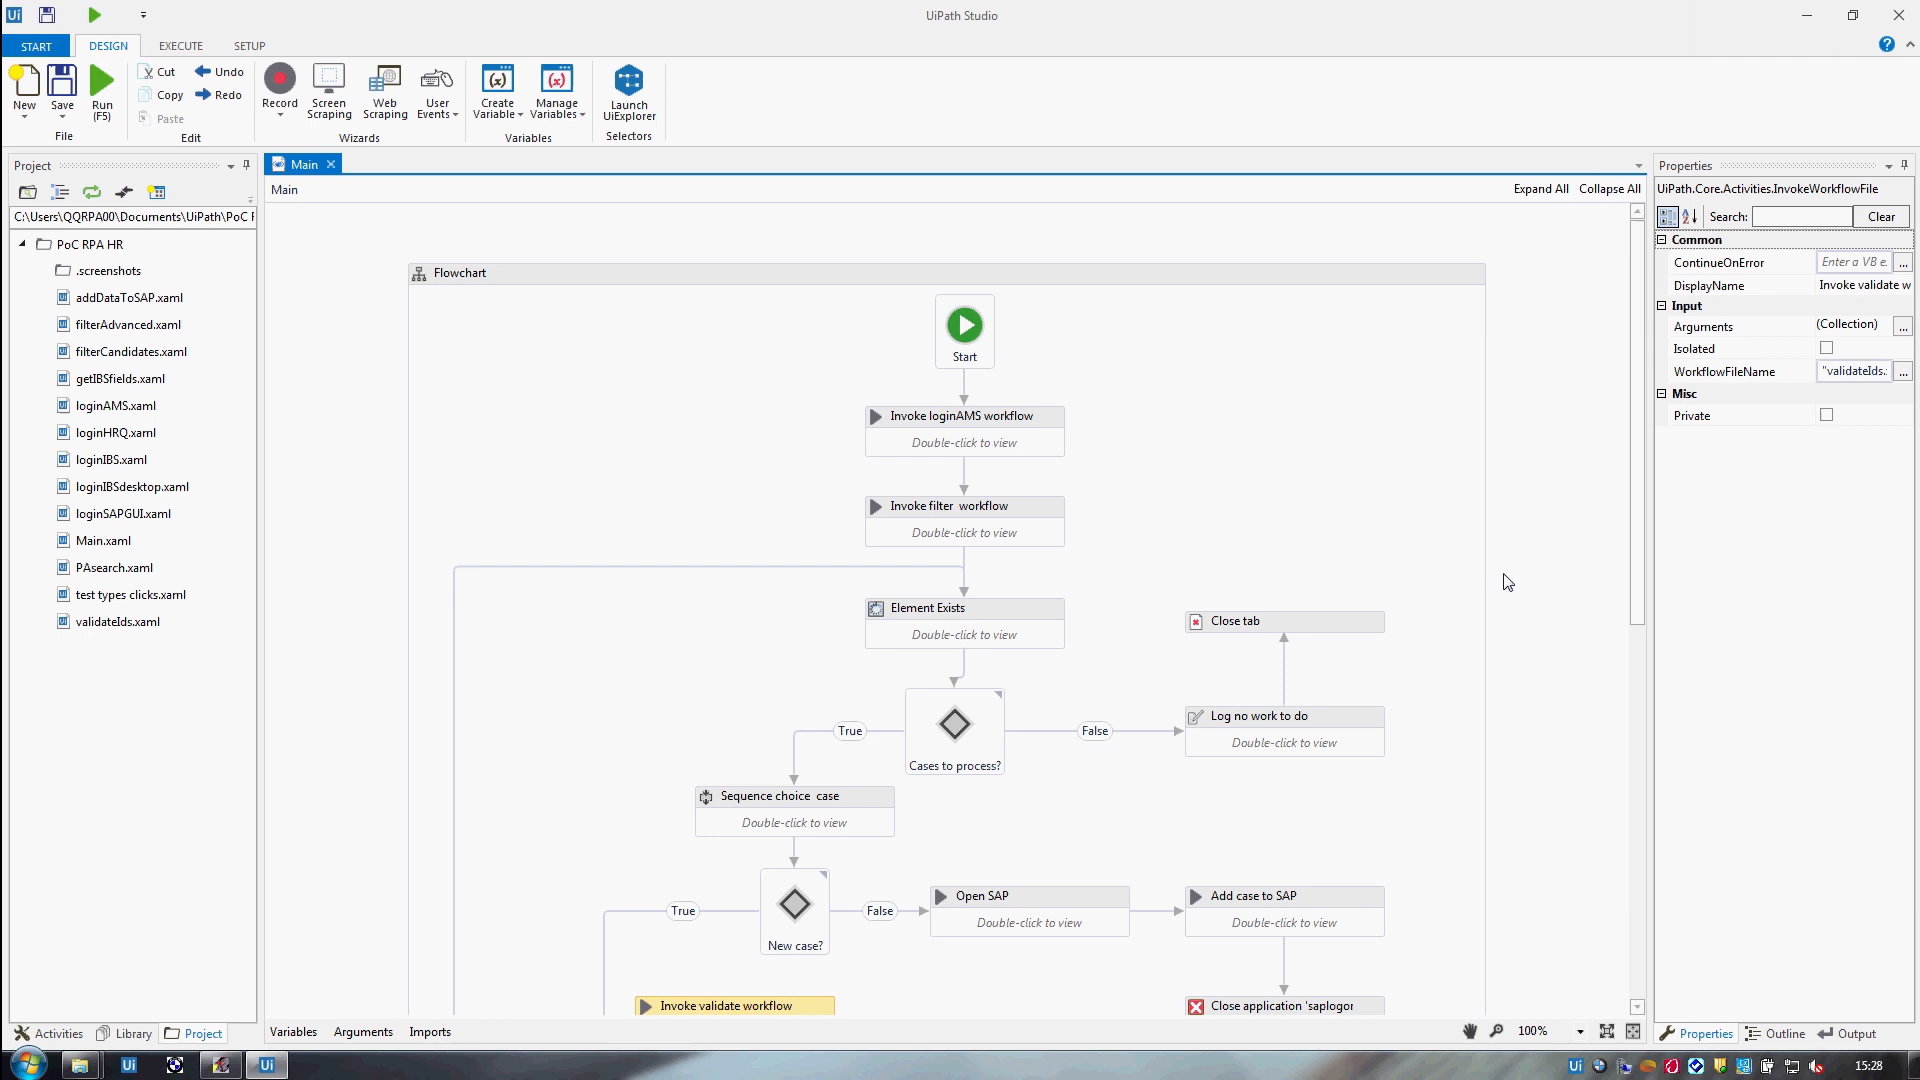 Ui
UiPath Studio
START
DESIGN
EXECUTE
SETUP
New
Save
Run
(F5)
File
Cut
Copy
Paste
Undo
Redo
Edit
Record
Screen
Scraping
Web
Scraping
User
Events
Wizards
Create
Variable
Manage
Variables
Variables
Launch
UiExplorer
Selectors
Project
C:\Users\QQRPA00\Documents\UiPath\PoC
PoC RPA HR
.screenshots
addDataToSAP.xaml
filterAdvanced.xaml
filterCandidates.xaml
getIBSfields.xaml
loginAMS.xaml
loginHRQ.xaml
loginIBS.xaml
loginIBSdesktop.xaml
loginSAPGUI.xaml
Main.xaml
PAsearch.xaml
test types clicks.xaml
validateIds.xaml
Activities
Library
Project
Main
Main
Expand All
Collapse All
Flowchart
Start
Invoke loginAMS workflow
Double-click to view
Invoke filter workflow
Double-click to view
Element Exists
Double-click to view
Close tab
True
Cases to process?
False
Log no work to do
Double-click to view
Sequence choice case
Double-click to view
True
New case?
False
Open SAP
Double-click to view
Add case to SAP
Double-click to view
Invoke validate workflow
Close application 'saplogon
Variables
Arguments
Imports
100%
Properties
UiPath.Core.Activities.InvokeWorkflowFile
Search:
Clear
Common
ContinueOnError
Enter a VB e.
...
DisplayName
Invoke validate w
Input
Arguments
(Collection)
...
Isolated
WorkflowFileName
"validateIds.
...
Misc
Private
Properties
Outline
Output
Ui
Ui
Ui
15:28